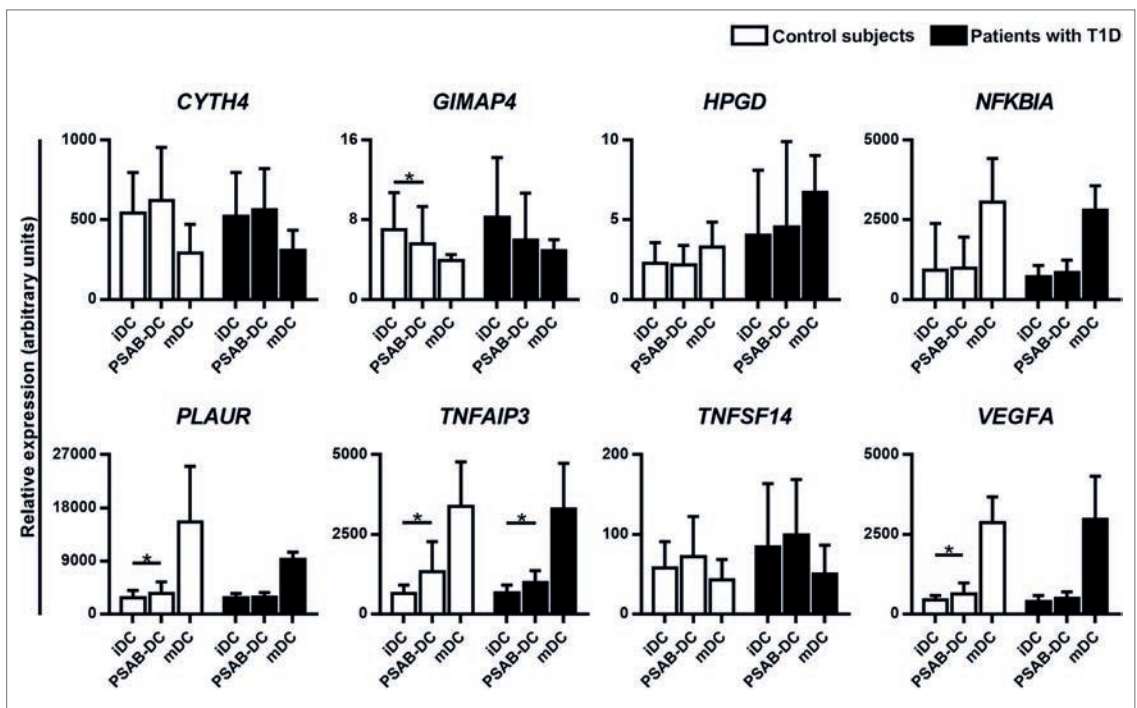 Control subjects Patients with T1D
CYTH4 GIMAP4 HPGD NFKBIA
Relative expression (arbitrary units)
1000 16 10 5000
500 8 5 2500
0 0 0 0
* 
iDC PSAB-DC mDC iDC PSAB-DC mDC iDC PSAB-DC mDC iDC PSAB-DC mDC iDC PSAB-DC mDC iDC PSAB-DC mDC iDC PSAB-DC mDC iDC PSAB-DC mDC
PLAUR TNFAIP3 TNFSF14 VEGFA
27000 5000 200 5000
18000
2500 100 2500
9000
0 0 0 0
* * * *
iDC PSAB-DC mDC iDC PSAB-DC mDC iDC PSAB-DC mDC iDC PSAB-DC mDC iDC PSAB-DC mDC iDC PSAB-DC mDC iDC PSAB-DC mDC iDC PSAB-DC mDC